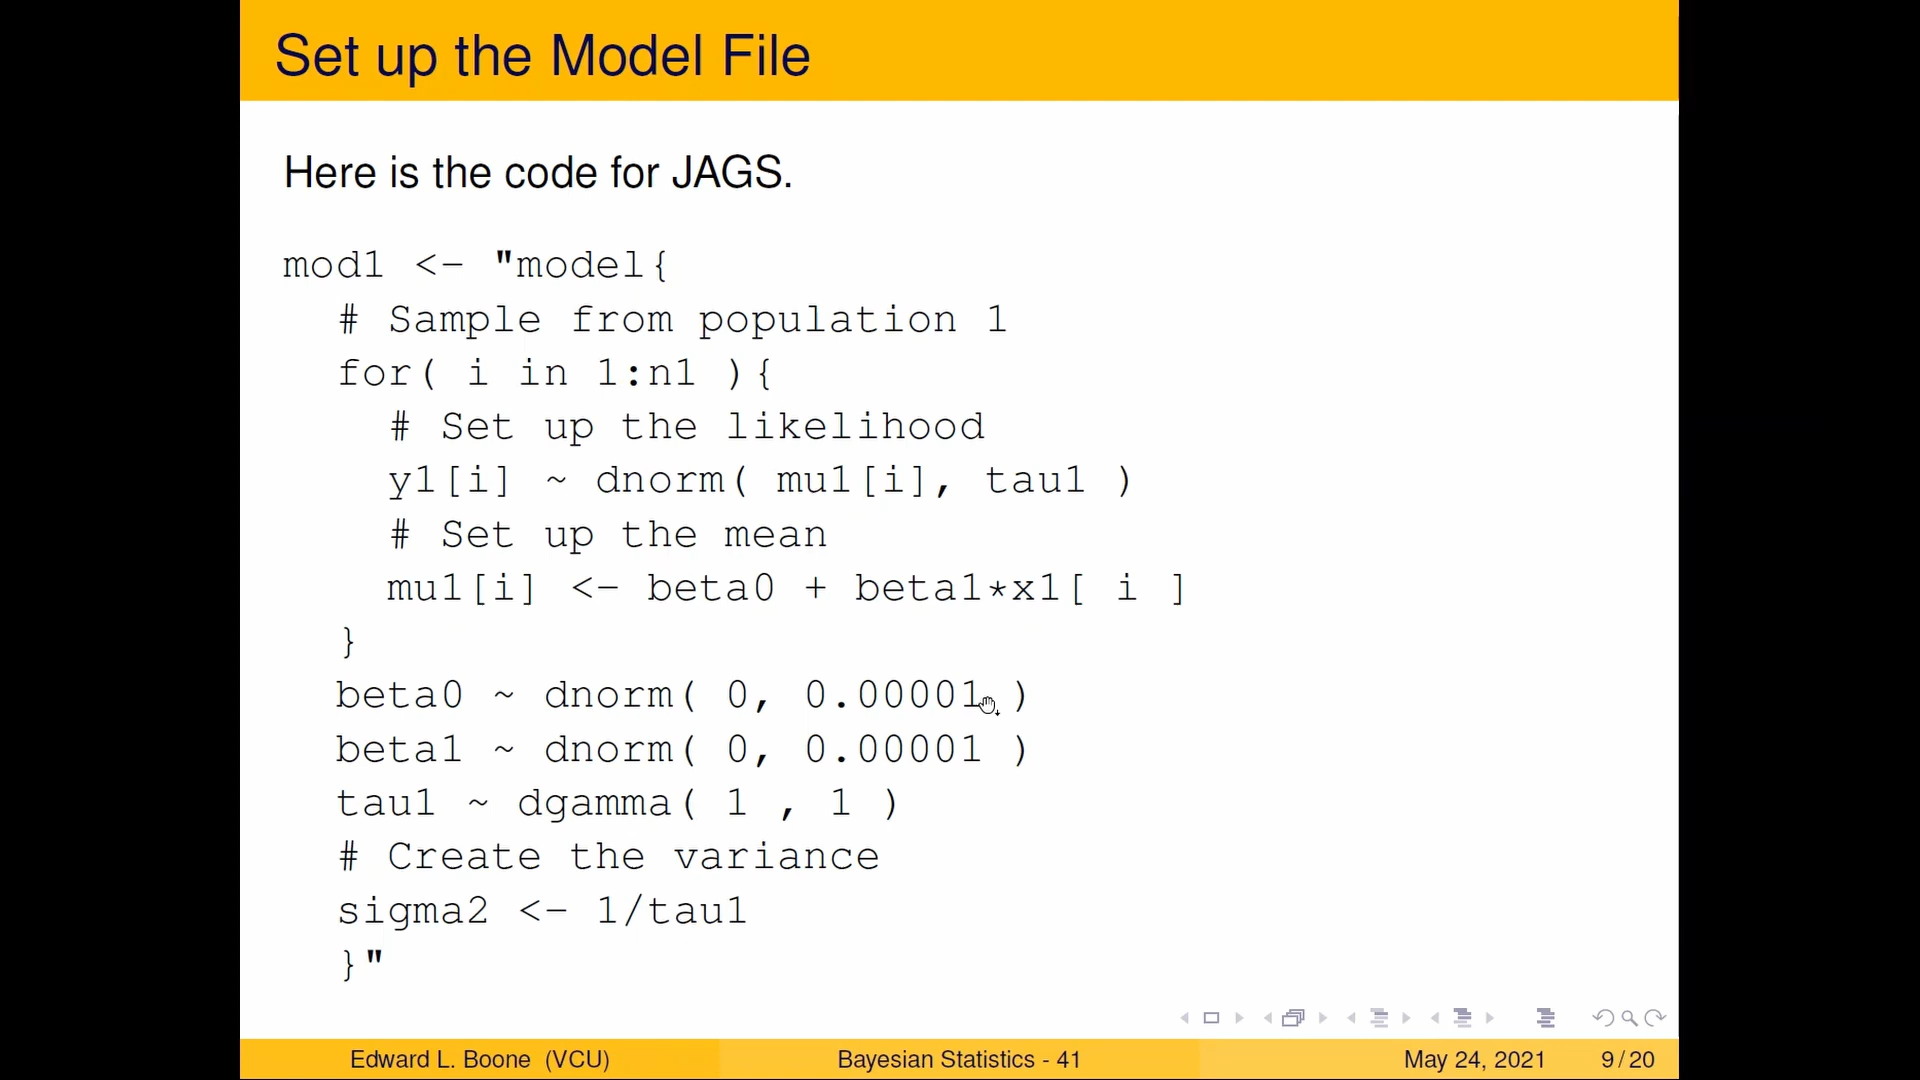 Set up the Model File
Here is the code for JAGS.
mod1 <- "model{
# Sample from population 1
for( i in 1:n1 ){
# Set up the likelihood
y1[i] ~ dnorm( mu1[i], tau1 )
# Set up the mean
mu1[i] <- beta0 + beta1*x1[ i ]
}
beta0 ~ dnorm( 0, 0.00001 )
beta1 ~ dnorm( 0, 0.00001 )
tau1 ~ dgamma( 1 , 1 )
# Create the variance
sigma2 <- 1/tau1
}"
Edward L. Boone (VCU) Bayesian Statistics - 41 May 24, 2021 9/20